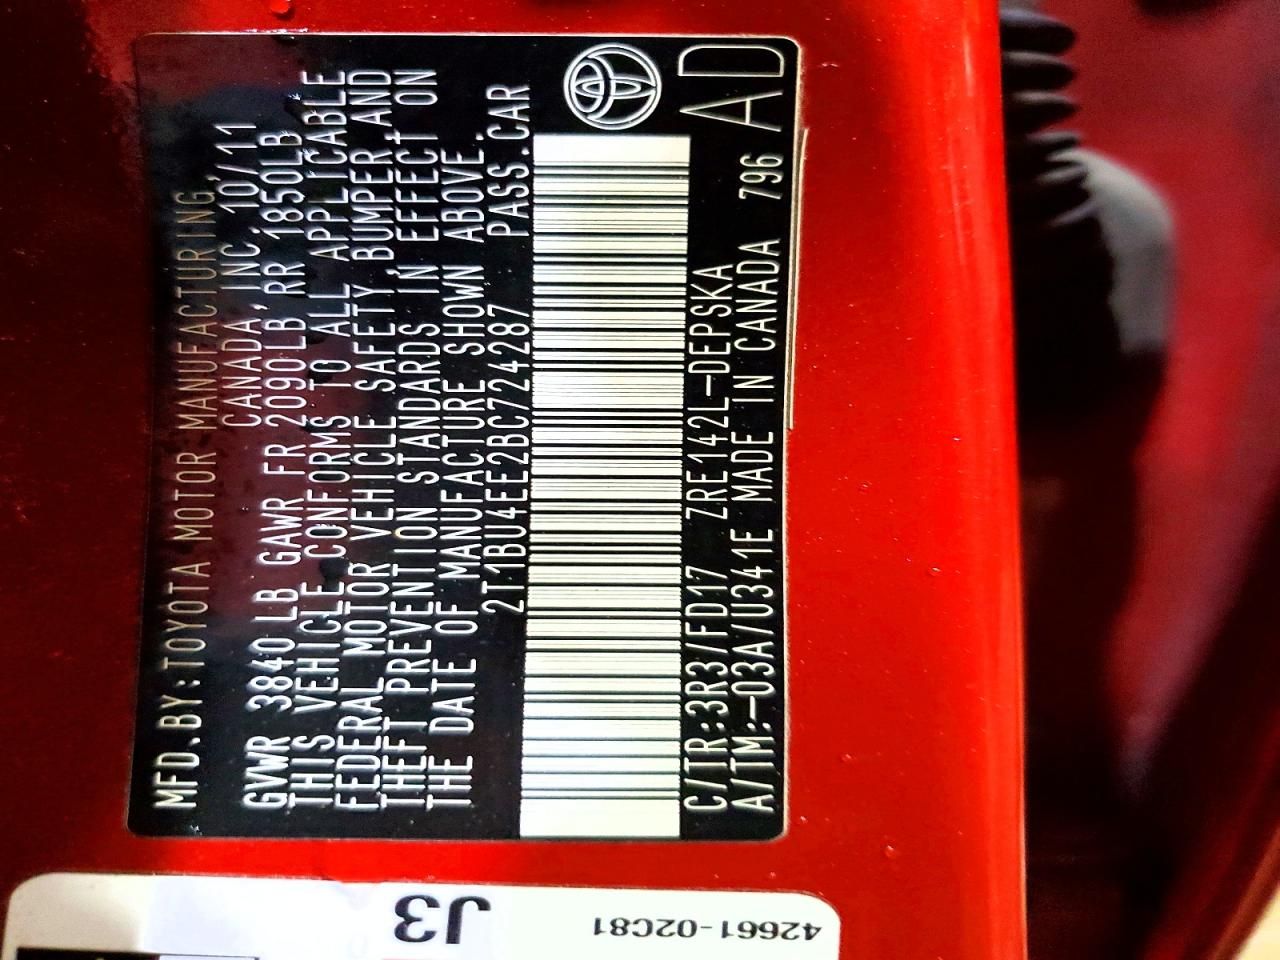 MFD.BY:TOYOTA MOTOR MANUFACTURING,
CANADA, INC. 10/11
GVWR 3840 LB GAWR FR 2090LB, RR 1850LB
THIS VEHICLE CONFORMS TO ALL APPLICABLE
FEDERAL MOTOR VEHICLE SAFETY,BUMPER,AND
THEFT PREVENTION STANDARDS IN EFFECT ON
THE DATE OF MANUFACTURE SHOWN ABOVE.
2T1BU4EE2BC724287 PASS.CAR
C/TR:3R3/FD17 ZRE142L-DEPSKA
A/TM:-03A/U341E MADE IN CANADA 796
AD
J3
42661-02C81